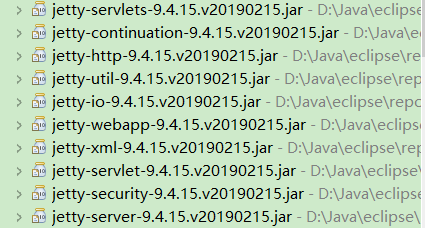 jetty-servlets-9.4.15.v20190215.jar - D:\Java\eclipse
jetty-continuation-9.4.15.v20190215.jar - D:\Java
jetty-http-9.4.15.v20190215.jar - D:\Java\eclipse\rep
jetty-util-9.4.15.v20190215.jar - D:\Java\eclipse\rep
jetty-io-9.4.15.v20190215.jar - D:\Java\eclipse\repo
jetty-webapp-9.4.15.v20190215.jar - D:\Java\eclips
jetty-xml-9.4.15.v20190215.jar - D:\Java\eclipse\rep
jetty-servlet-9.4.15.v20190215.jar - D:\Java\eclipse\
jetty-security-9.4.15.v20190215.jar - D:\Java\eclipse
jetty-server-9.4.15.v20190215.jar - D:\Java\eclipse\